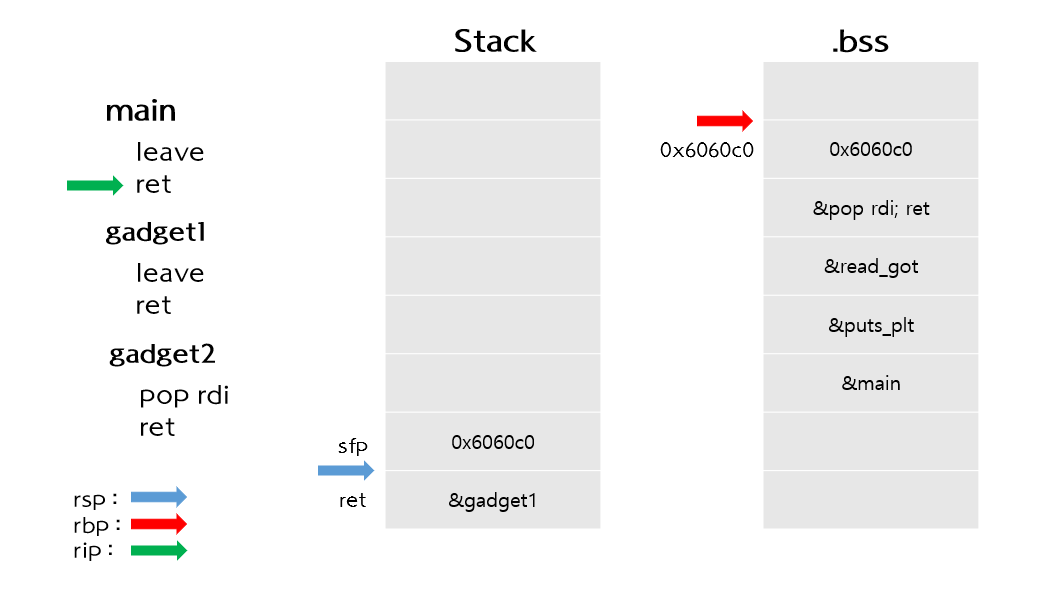 Stack
.bss
main
leave
ret
gadget1
leave
ret
gadget2
pop rdi
ret
rsp :
rbp :
rip :
sfp
0x6060c0
ret
&gadget1
0x6060c0
0x6060c0
&pop rdi; ret
&read_got
&puts_plt
&main